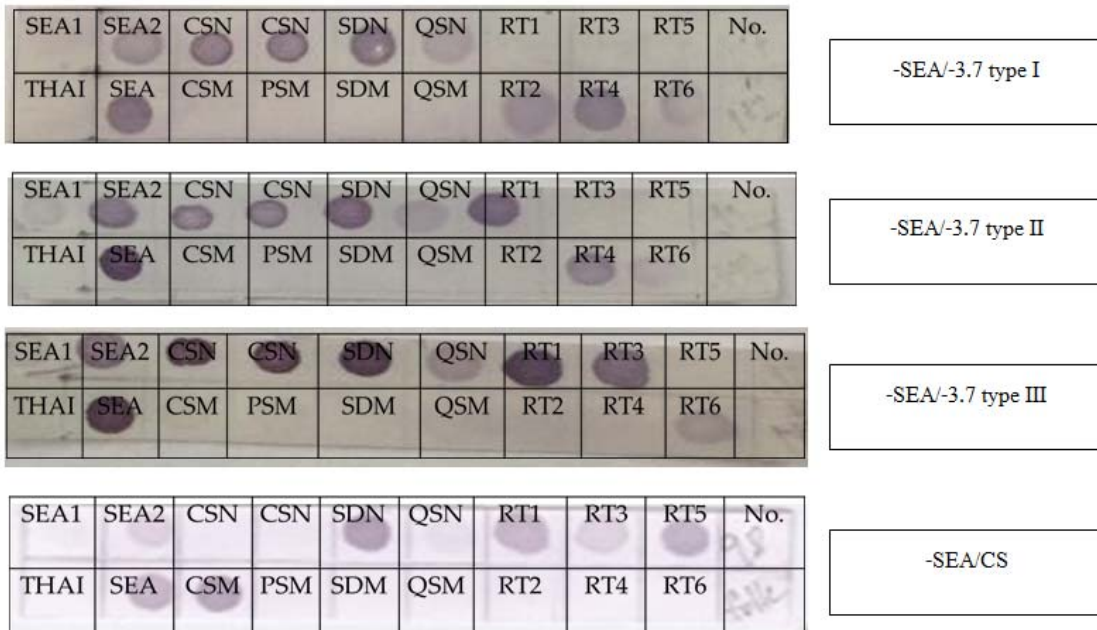 SEA1 SEA2 CSN CSN SDN QSN RT1 RT3 RT5 No.
THAI SEA CSM PSM SDM QSM RT2 RT4 RT6
-SEA/-3.7 type I
SEA1 SEA2 CSN CSN SDN QSN RT1 RT3 RT5 No.
THAI SEA CSM PSM SDM QSM RT2 RT4 RT6
-SEA/-3.7 type II
SEA1 SEA2 CSN CSN SDN QSN RT1 RT3 RT5 No.
THAI SEA CSM PSM SDM QSM RT2 RT4 RT6
-SEA/-3.7 type III
SEA1 SEA2 CSN CSN SDN QSN RT1 RT3 RT5 No.
98
THAI SEA CSM PSM SDM QSM RT2 RT4 RT6
-SEA/CS